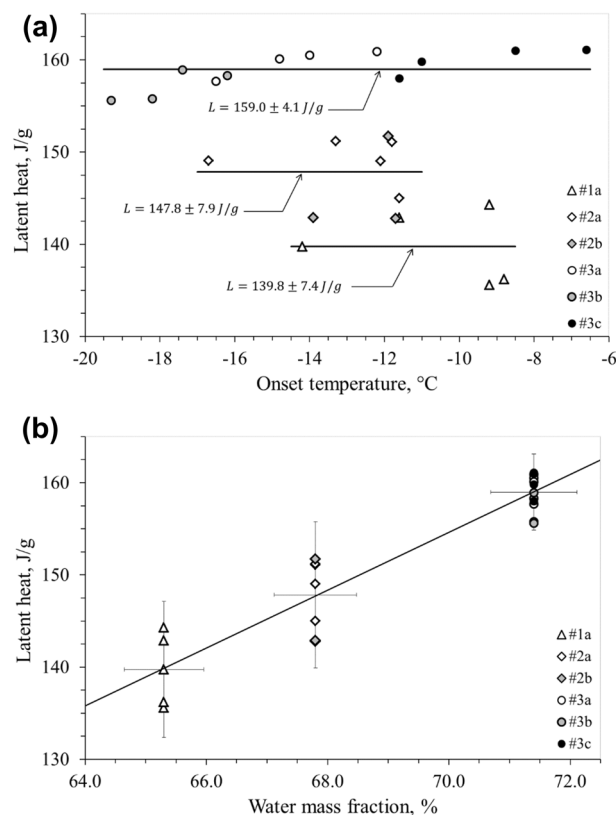 (a)
160
150
140
130
Latent heat, J/g
L = 159.0 ± 4.1 J/g
L = 147.8 ± 7.9 J/g
L = 139.8 ± 7.4 J/g
#1a
#2a
#2b
#3a
#3b
#3c
-20 -18 -16 -14 -12 -10 -8 -6
Onset temperature, °C
(b)
160
150
140
130
Latent heat, J/g
#1a
#2a
#2b
#3a
#3b
#3c
64.0 66.0 68.0 70.0 72.0
Water mass fraction, %